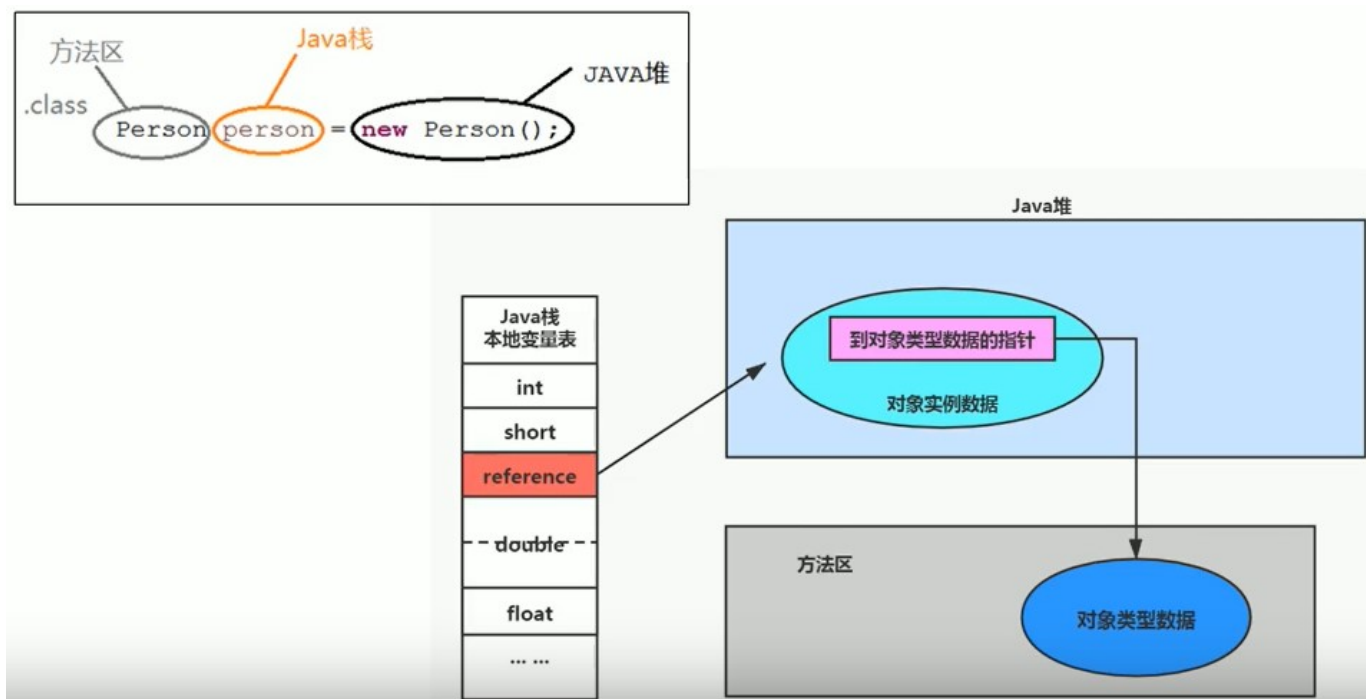 方法区
Java栈
JAVA堆
.class
Person person = new Person();
Java堆
Java栈
本地变量表
int
short
reference
double
float
... ...
到对象类型数据的指针
对象实例数据
方法区
对象类型数据